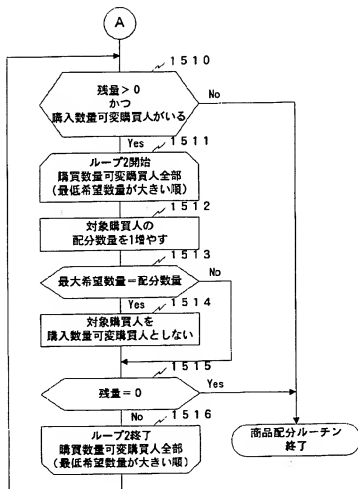 A
1510
残量>0
かつ
購入数量可変購買人がいる
No
Yes
1511
ループ2開始
購買数量可変購買人全部
(最低希望数量が大きい順)
1512
対象購買人の
配分数量を1増やす
1513
最大希望数量=配分数量
No
Yes
1514
対象購買人を
購入数量可変購買人としない
1515
残量=0
Yes
No
1516
ループ2終了
購買数量可変購買人全部
(最低希望数量が大きい順)
商品配分ルーチン
終了